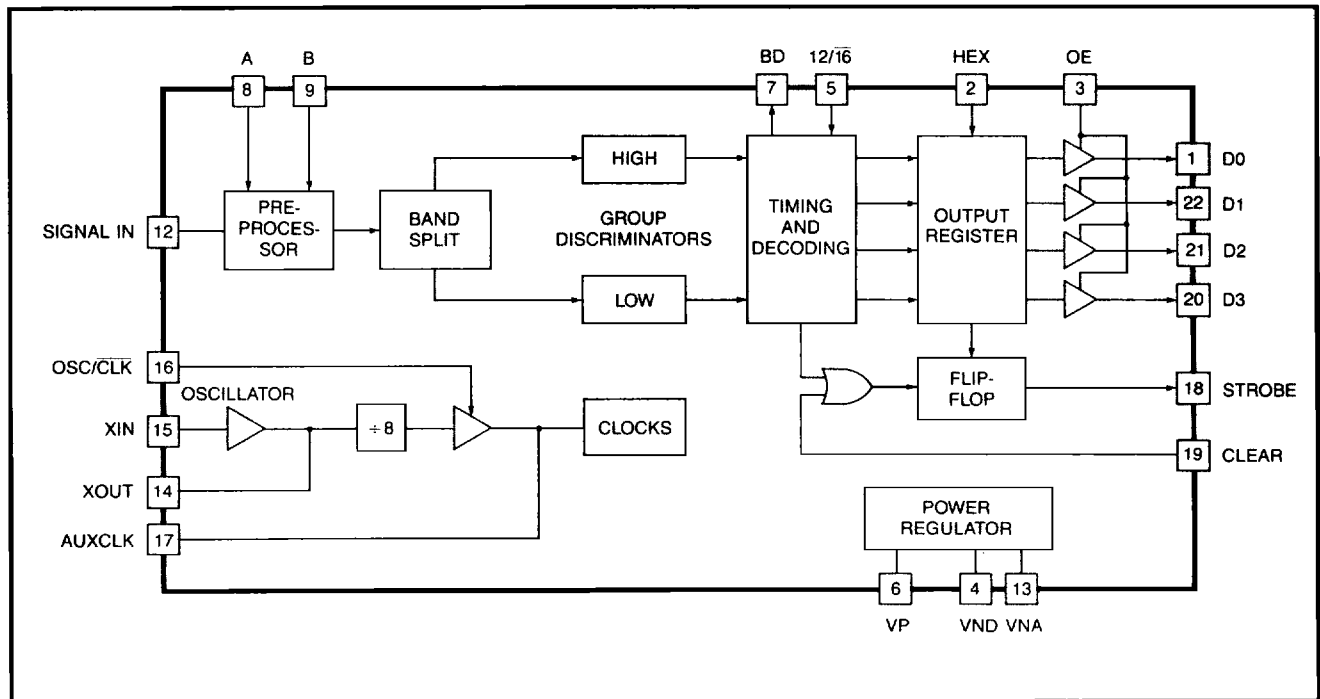 A
B
BD
12/16
HEX
OE
8
9
7
5
2
3
HIGH
1
D0
PRE-
PROCES-
SOR
BAND
SPLIT
GROUP
DISCRIMINATORS
TIMING
AND
DECODING
OUTPUT
REGISTER
22
D1
SIGNAL IN
12
21
D2
LOW
20
D3
OSC/CLK
16
OSCILLATOR
FLIP-
FLOP
18
STROBE
XIN
15
÷8
CLOCKS
19
CLEAR
XOUT
14
POWER
REGULATOR
AUXCLK
17
6
4
13
VP
VND
VNA